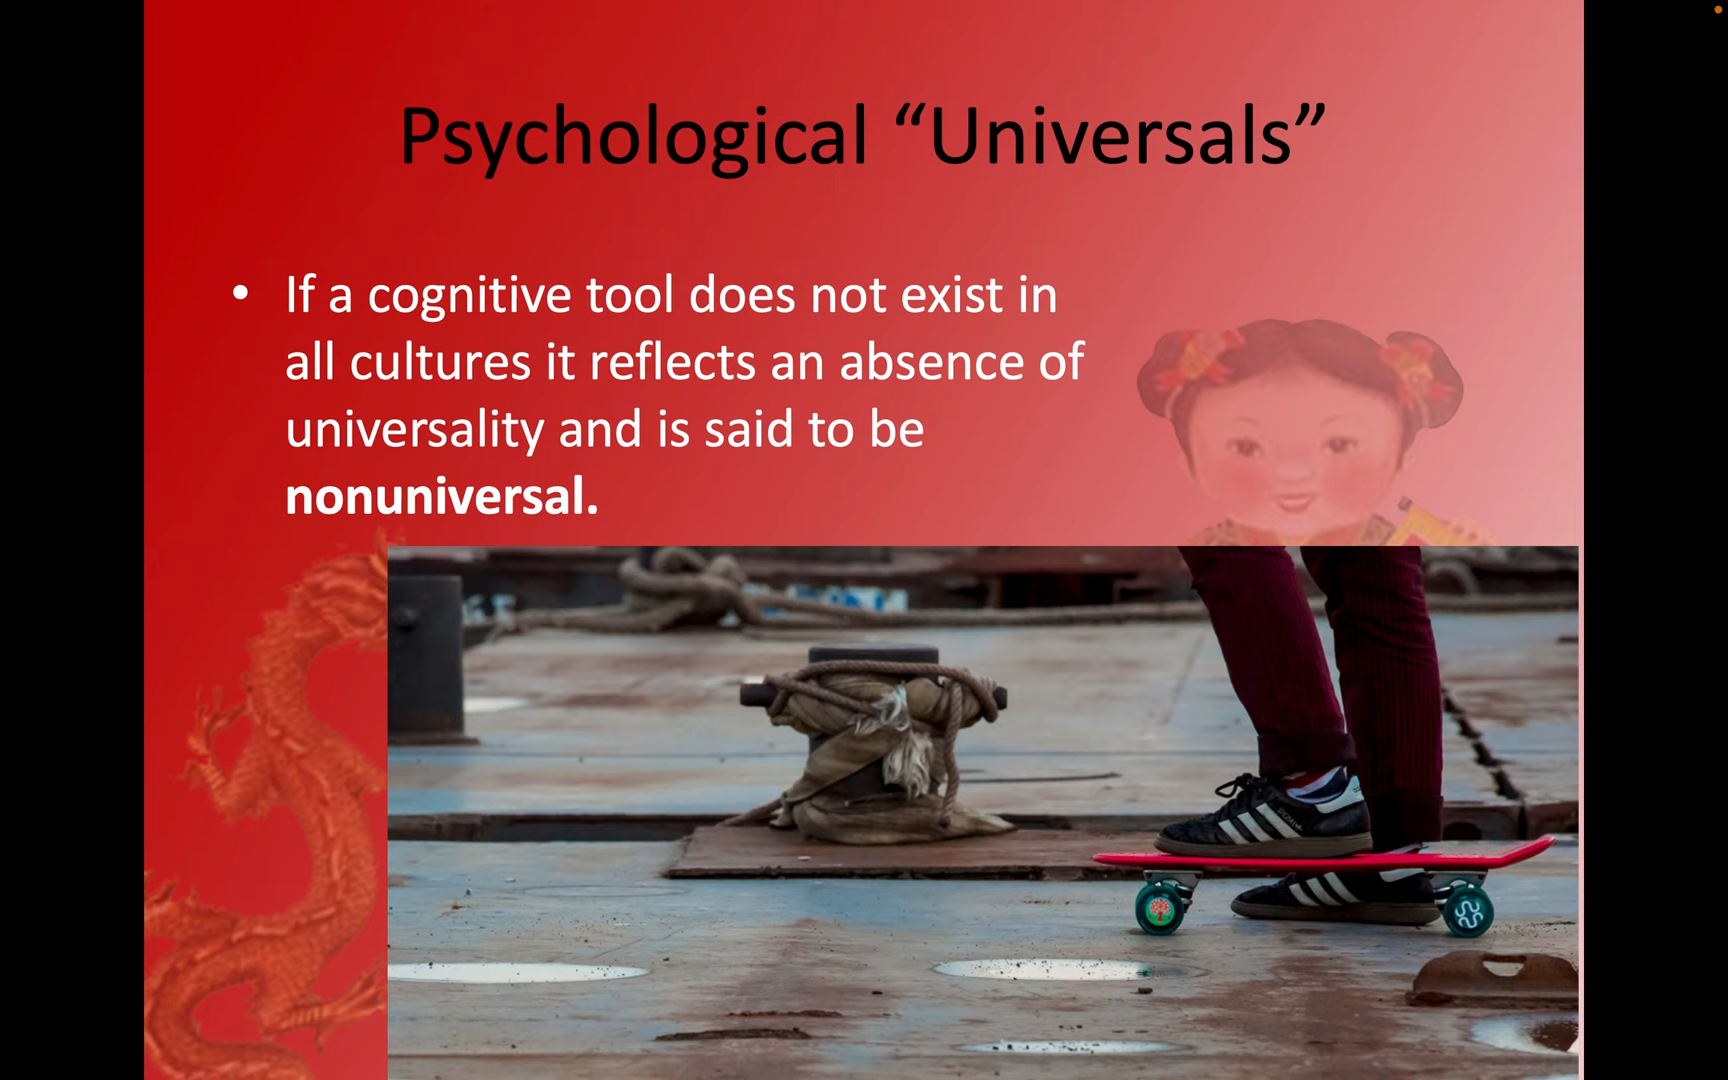 Psychological “Universals”
• If a cognitive tool does not exist in
all cultures it reflects an absence of
universality and is said to be
nonuniversal.